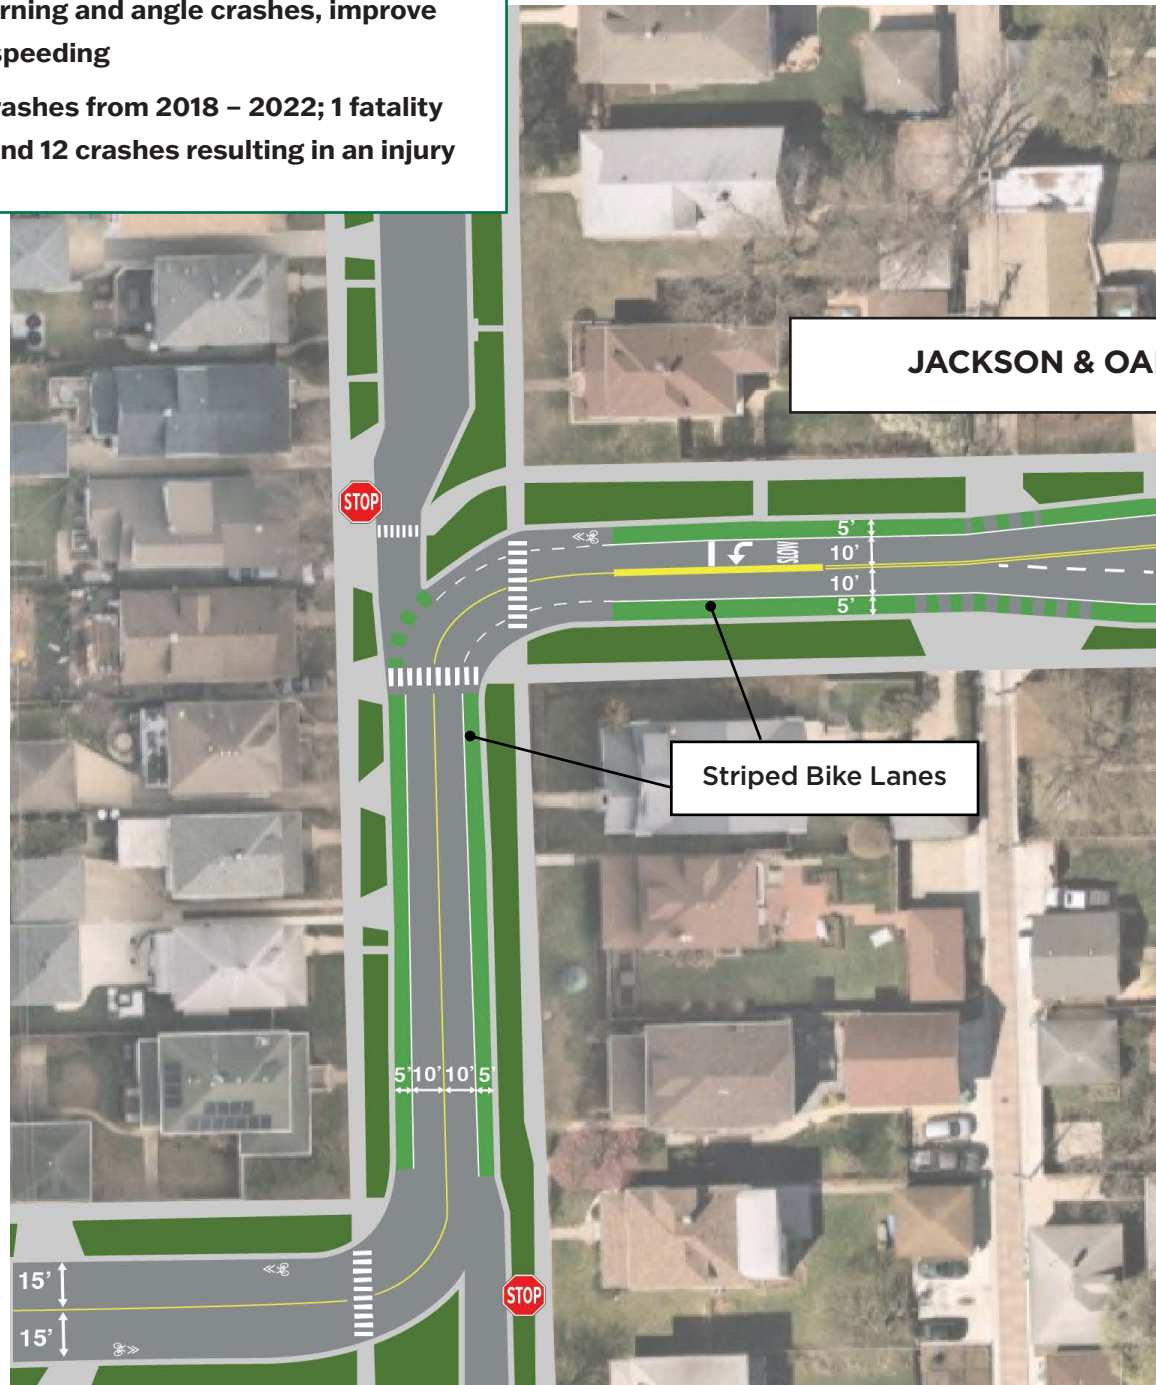 rning and angle crashes, improve
speeding
rashes from 2018 – 2022; 1 fatality
nd 12 crashes resulting in an injury
JACKSON & OA
STOP
5'
10'
SLOW
10'
5'
Striped Bike Lanes
5' 10' 10' 5'
15'
15'
STOP